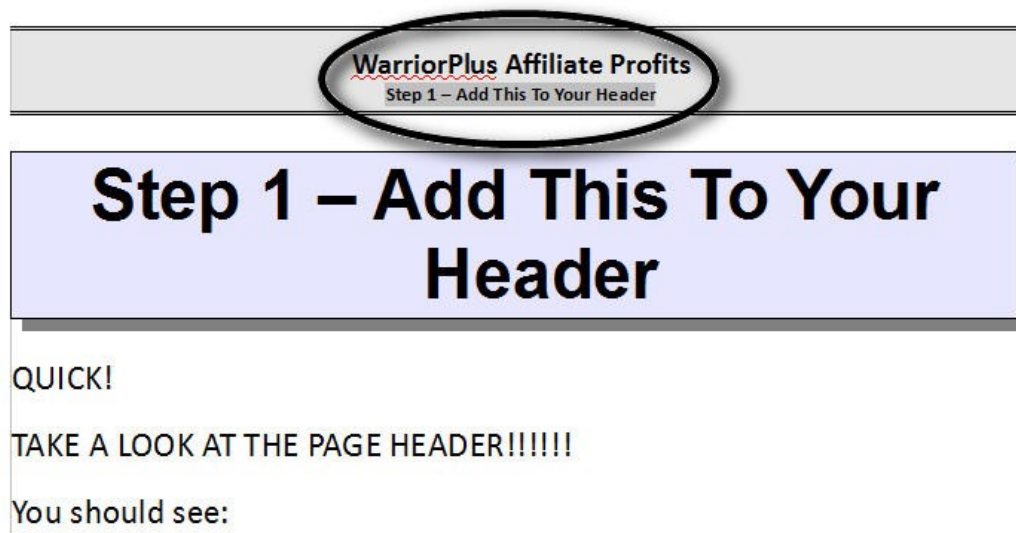 WarriorPlus Affiliate Profits
Step 1 – Add This To Your Header
Step 1 – Add This To Your
Header
QUICK!
TAKE A LOOK AT THE PAGE HEADER!!!!!!
You should see: